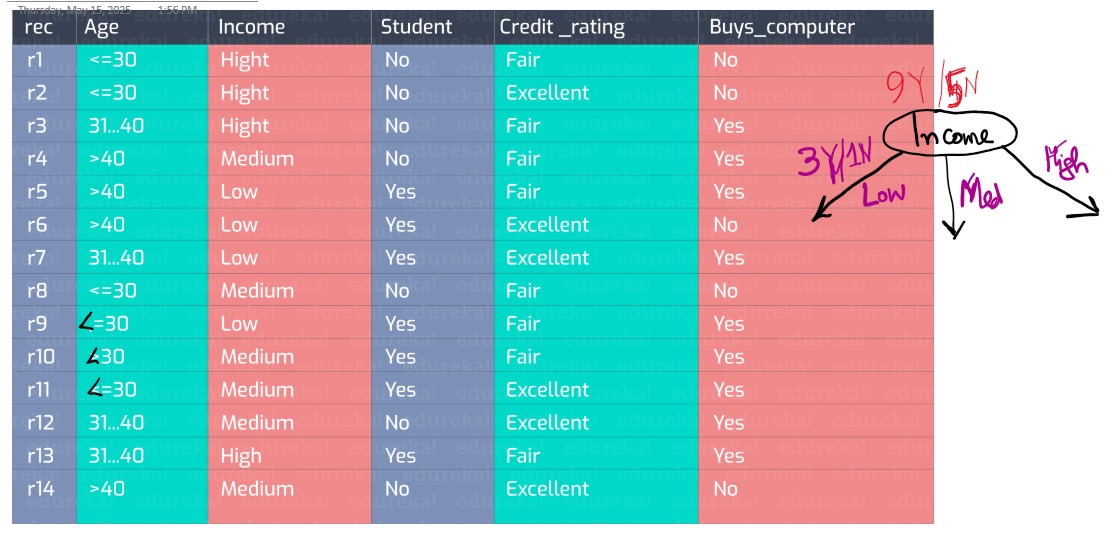 Thursday, May 15, 2025 1:56 PM
rec Age Income Student Credit _rating Buys_computer
r1 <=30 Hight No Fair No
r2 <=30 Hight No Excellent No
r3 31...40 Hight No Fair Yes
r4 >40 Medium No Fair Yes
r5 >40 Low Yes Fair Yes
r6 >40 Low Yes Excellent No
r7 31...40 Low Yes Excellent Yes
r8 <=30 Medium No Fair No
r9 <=30 Low Yes Fair Yes
r10 <30 Medium Yes Fair Yes
r11 <=30 Medium Yes Excellent Yes
r12 31...40 Medium No Excellent Yes
r13 31...40 High Yes Fair Yes
r14 >40 Medium No Excellent No
9Y/5N
Income
3Y/1N
Low
Med
High